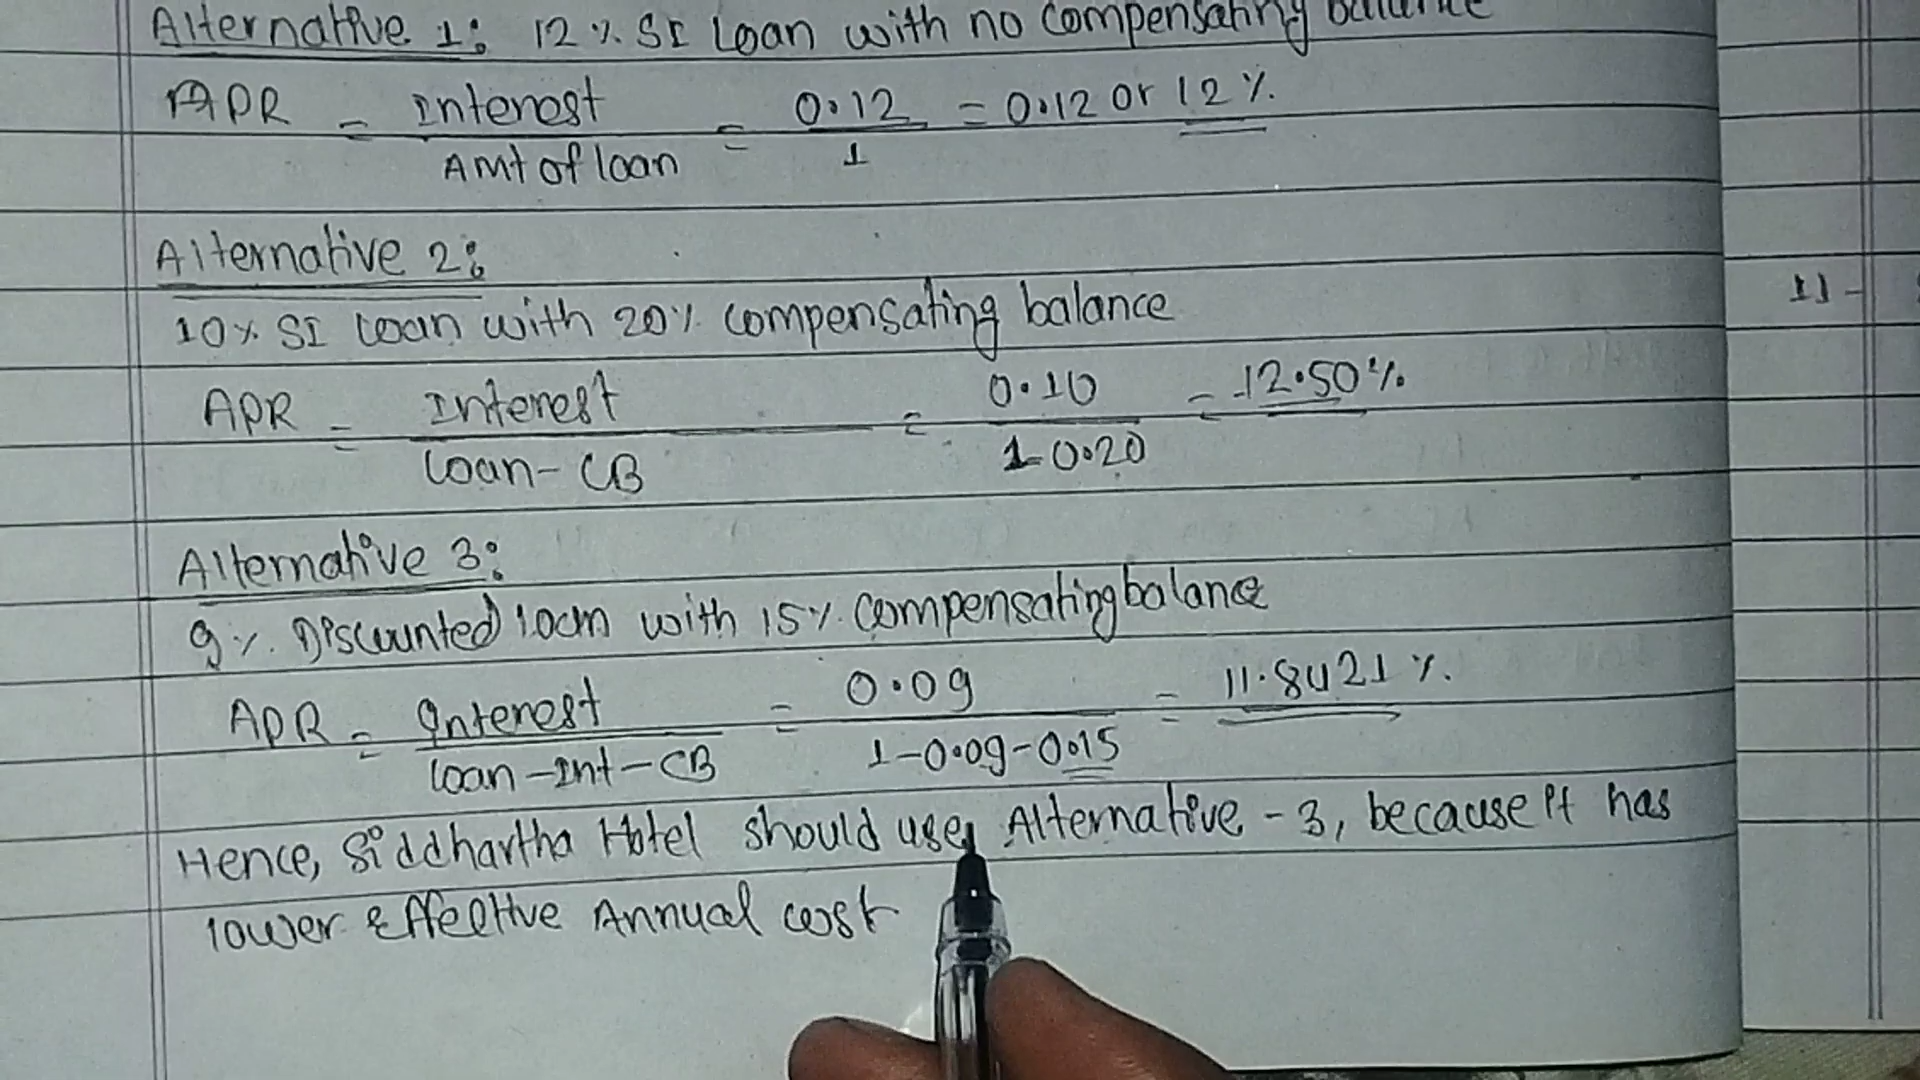 Alternative 1: 12% SI Loan with no compensating balance
APR = Interest / Amt of loan = 0.12 / 1 = 0.12 or 12%.
Alternative 2:
10% SI loan with 20% compensating balance
APR = Interest / loan-CB = 0.10 / 1-0.20 = 12.50%
Alternative 3:
9% Discounted loan with 15% compensating balance
APR = Interest / loan-Int-CB = 0.09 / 1-0.09-0.15 = 11.8421%.
Hence, Siddhartha Hotel should use Alternative-3, because it has
lower Effective Annual cost